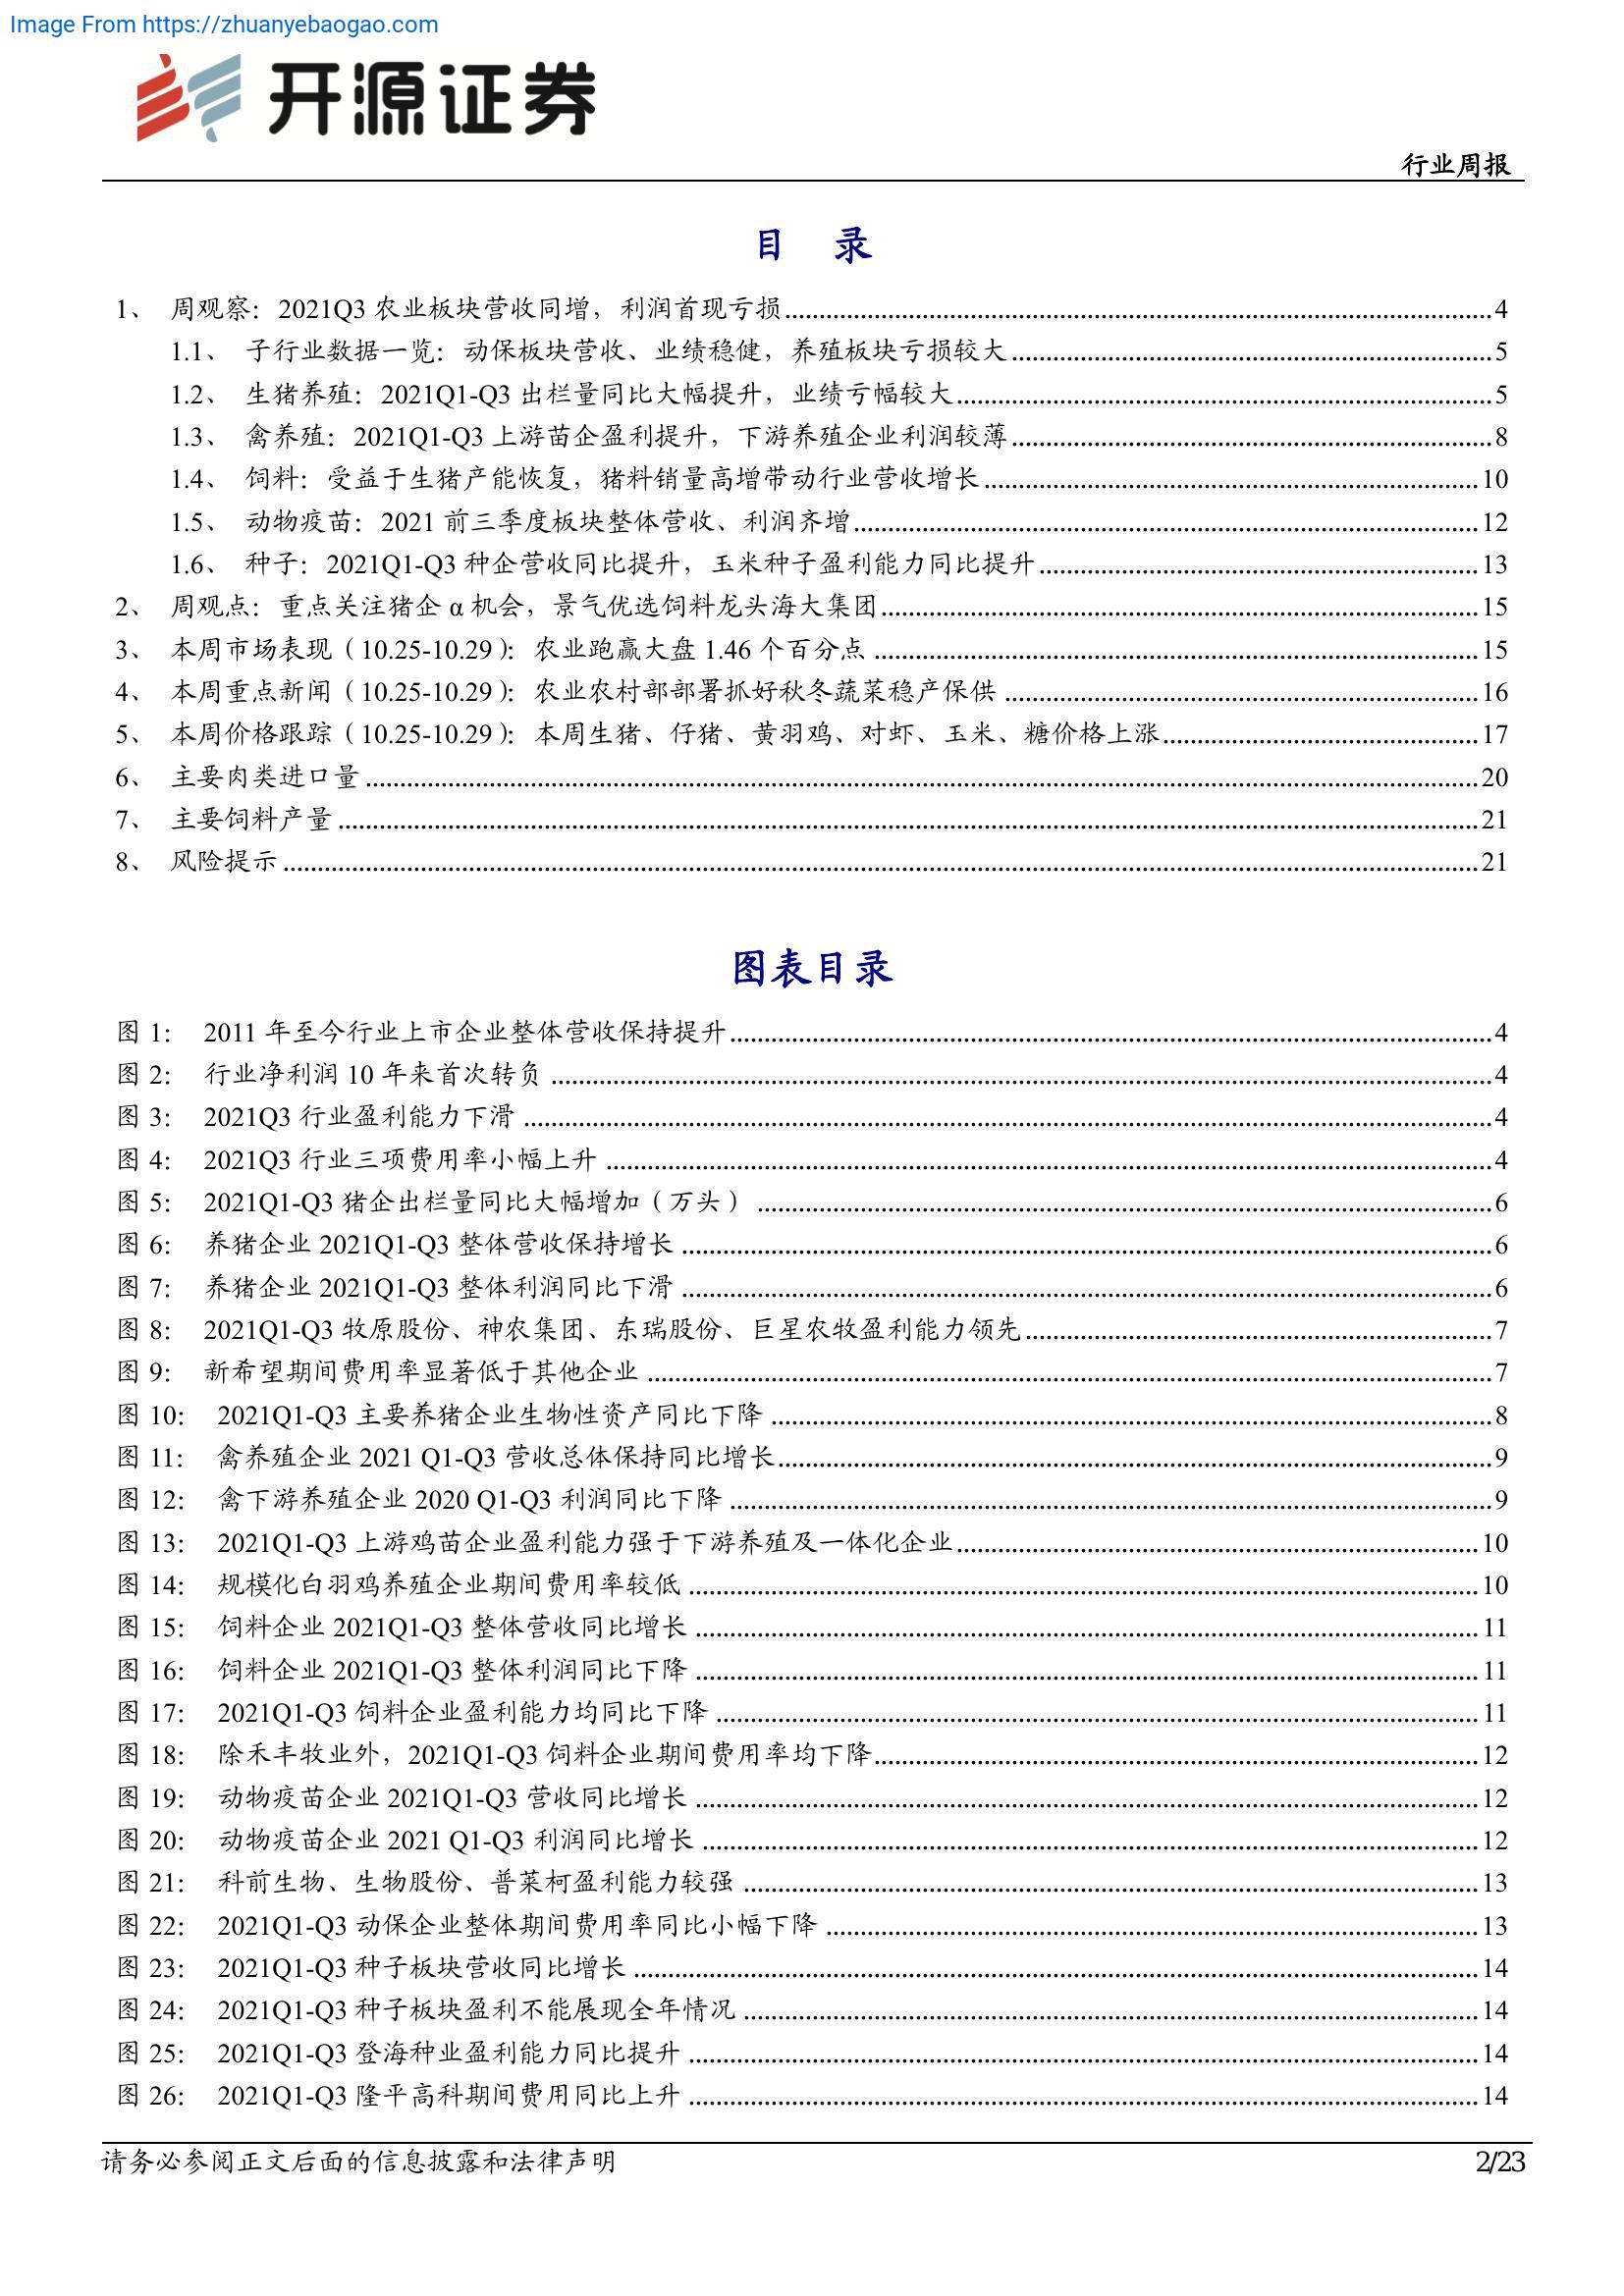 Image From https://zhuanyebaogao.com
开源证券
行业周报
目 录
1、 周观察：2021Q3 农业板块营收同增，利润首现亏损 4
1.1、 子行业数据一览：动保板块营收、业绩稳健，养殖板块亏损较大 5
1.2、 生猪养殖：2021Q1-Q3 出栏量同比大幅提升，业绩亏幅较大 5
1.3、 禽养殖：2021Q1-Q3 上游苗企盈利提升，下游养殖企业利润较薄 8
1.4、 饲料：受益于生猪产能恢复，猪料销量高增带动行业营收增长 10
1.5、 动物疫苗：2021 前三季度板块整体营收、利润齐增 12
1.6、 种子：2021Q1-Q3 种企营收同比提升，玉米种子盈利能力同比提升 13
2、 周观点：重点关注猪企 α 机会，景气优选饲料龙头海大集团 15
3、 本周市场表现（10.25-10.29）：农业跑赢大盘 1.46 个百分点 15
4、 本周重点新闻（10.25-10.29）：农业农村部部署抓好秋冬蔬菜稳产保供 16
5、 本周价格跟踪（10.25-10.29）：本周生猪、仔猪、黄羽鸡、对虾、玉米、糖价格上涨 17
6、 主要肉类进口量 20
7、 主要饲料产量 21
8、 风险提示 21
图表目录
图 1： 2011 年至今行业上市企业整体营收保持提升 4
图 2： 行业净利润 10 年来首次转负 4
图 3： 2021Q3 行业盈利能力下滑 4
图 4： 2021Q3 行业三项费用率小幅上升 4
图 5： 2021Q1-Q3 猪企出栏量同比大幅增加（万头） 6
图 6： 养猪企业 2021Q1-Q3 整体营收保持增长 6
图 7： 养猪企业 2021Q1-Q3 整体利润同比下滑 6
图 8： 2021Q1-Q3 牧原股份、神农集团、东瑞股份、巨星农牧盈利能力领先 7
图 9： 新希望期间费用率显著低于其他企业 7
图 10： 2021Q1-Q3 主要养猪企业生物性资产同比下降 8
图 11： 禽养殖企业 2021 Q1-Q3 营收总体保持同比增长 9
图 12： 禽下游养殖企业 2020 Q1-Q3 利润同比下降 9
图 13： 2021Q1-Q3 上游鸡苗企业盈利能力强于下游养殖及一体化企业 10
图 14： 规模化白羽鸡养殖企业期间费用率较低 10
图 15： 饲料企业 2021Q1-Q3 整体营收同比增长 11
图 16： 饲料企业 2021Q1-Q3 整体利润同比下降 11
图 17： 2021Q1-Q3 饲料企业盈利能力均同比下降 11
图 18： 除禾丰牧业外，2021Q1-Q3 饲料企业期间费用率均下降 12
图 19： 动物疫苗企业 2021Q1-Q3 营收同比增长 12
图 20： 动物疫苗企业 2021 Q1-Q3 利润同比增长 12
图 21： 科前生物、生物股份、普莱柯盈利能力较强 13
图 22： 2021Q1-Q3 动保企业整体期间费用率同比小幅下降 13
图 23： 2021Q1-Q3 种子板块营收同比增长 14
图 24： 2021Q1-Q3 种子板块盈利不能展现全年情况 14
图 25： 2021Q1-Q3 登海种业盈利能力同比提升 14
图 26： 2021Q1-Q3 隆平高科期间费用同比上升 14
请务必参阅正文后面的信息披露和法律声明
2/23